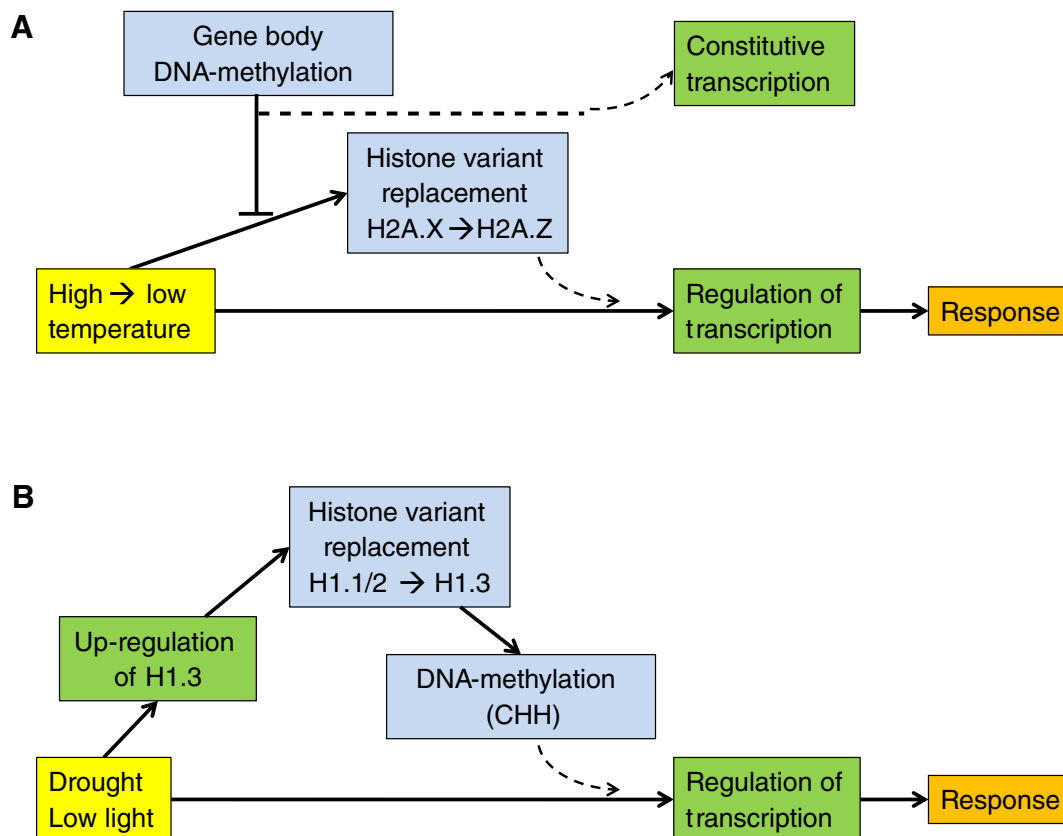 A
Gene body
DNA-methylation
Constitutive
transcription
Histone variant
replacement
H2A.X → H2A.Z
High → low
temperature
Regulation of
transcription
Response
B
Histone variant
replacement
H1.1/2 → H1.3
Up-regulation
of H1.3
DNA-methylation
(CHH)
Drought
Low light
Regulation of
transcription
Response